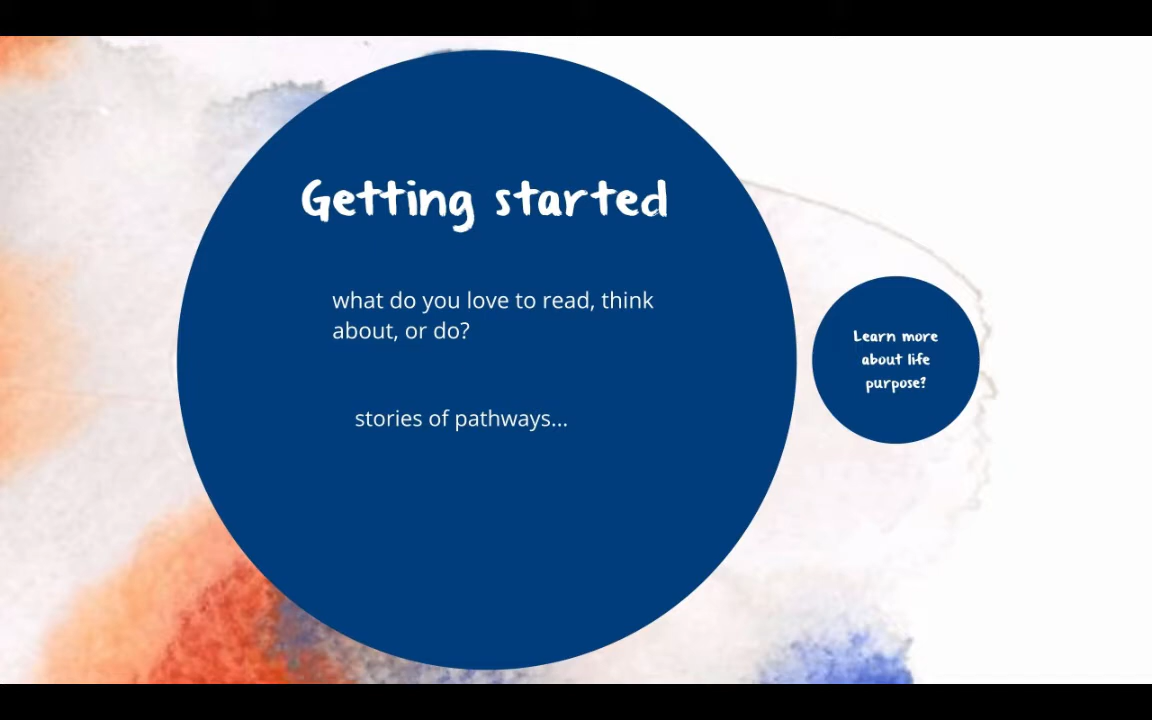 Getting started
what do you love to read, think
about, or do?
stories of pathways...
Learn more
about life
purpose?